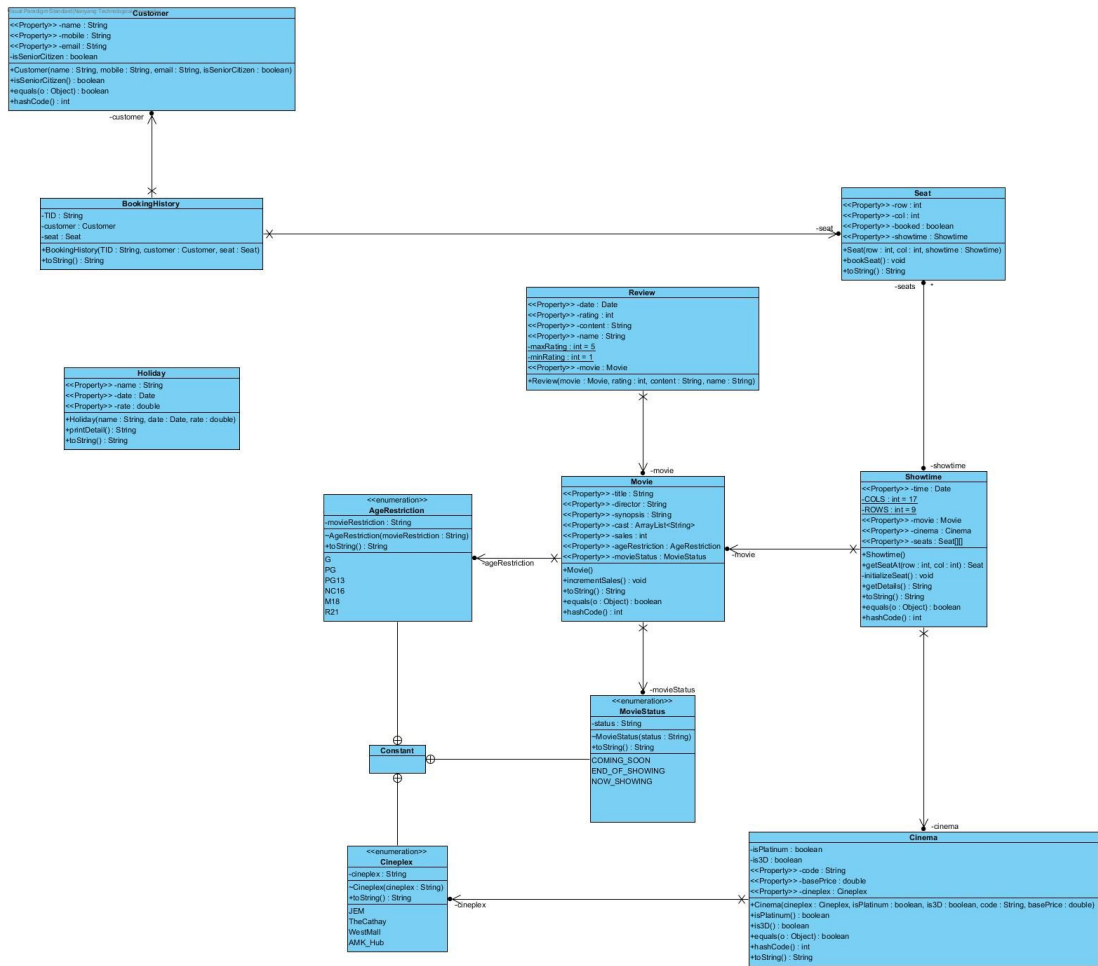 Customer
<<Property>> -name : String
<<Property>> -mobile : String
<<Property>> -email : String
-isSeniorCitizen : boolean
+Customer(name : String, mobile : String, email : String, isSeniorCitizen : boolean)
+isSeniorCitizen() : boolean
+equals(o : Object) : boolean
+hashCode() : int
-customer
BookingHistory
-TID : String
-customer : Customer
-seat : Seat
+BookingHistory(TID : String, customer : Customer, seat : Seat)
+toString() : String
-seat
Seat
<<Property>> -row : int
<<Property>> -col : int
<<Property>> -booked : boolean
<<Property>> -showtime : Showtime
+Seat(row : int, col : int, showtime : Showtime)
+bookSeat() : void
+toString() : String
-seats *
Review
<<Property>> -date : Date
<<Property>> -rating : int
<<Property>> -content : String
<<Property>> -name : String
-maxRating : int = 5
-minRating : int = 1
<<Property>> -movie : Movie
+Review(movie : Movie, rating : int, content : String, name : String)
Holiday
<<Property>> -name : String
<<Property>> -date : Date
<<Property>> -rate : double
+Holiday(name : String, date : Date, rate : double)
+printDetail() : String
+toString() : String
-movie
-showtime
<<enumeration>>
AgeRestriction
-movieRestriction : String
~AgeRestriction(movieRestriction : String)
+toString() : String
G
PG
PG13
NC16
M18
R21
-ageRestriction
Movie
<<Property>> -title : String
<<Property>> -director : String
<<Property>> -synopsis : String
<<Property>> -cast : ArrayList<String>
<<Property>> -sales : int
<<Property>> -ageRestriction : AgeRestriction
<<Property>> -movieStatus : MovieStatus
+Movie()
+incrementSales() : void
+toString() : String
+equals(o : Object) : boolean
+hashCode() : int
-movie
Showtime
<<Property>> -time : Date
-COLS : int = 17
-ROWS : int = 9
<<Property>> -movie : Movie
<<Property>> -cinema : Cinema
<<Property>> -seats : Seat[][]
+Showtime()
+getSeatAt(row : int, col : int) : Seat
-initializeSeat() : void
+getDetails() : String
+toString() : String
+equals(o : Object) : boolean
+hashCode() : int
-movieStatus
<<enumeration>>
MovieStatus
-status : String
~MovieStatus(status : String)
+toString() : String
COMING_SOON
END_OF_SHOWING
NOW_SHOWING
Constant
-cinema
<<enumeration>>
Cineplex
-cineplex : String
~Cineplex(cineplex : String)
+toString() : String
JEM
TheCathay
WestMall
AMK_Hub
-cineplex
Cinema
-isPlatinum : boolean
-is3D : boolean
<<Property>> -code : String
<<Property>> -basePrice : double
<<Property>> -cineplex : Cineplex
+Cinema(cineplex : Cineplex, isPlatinum : boolean, is3D : boolean, code : String, basePrice : double)
+isPlatinum() : boolean
+is3D() : boolean
+equals(o : Object) : boolean
+hashCode() : int
+toString() : String